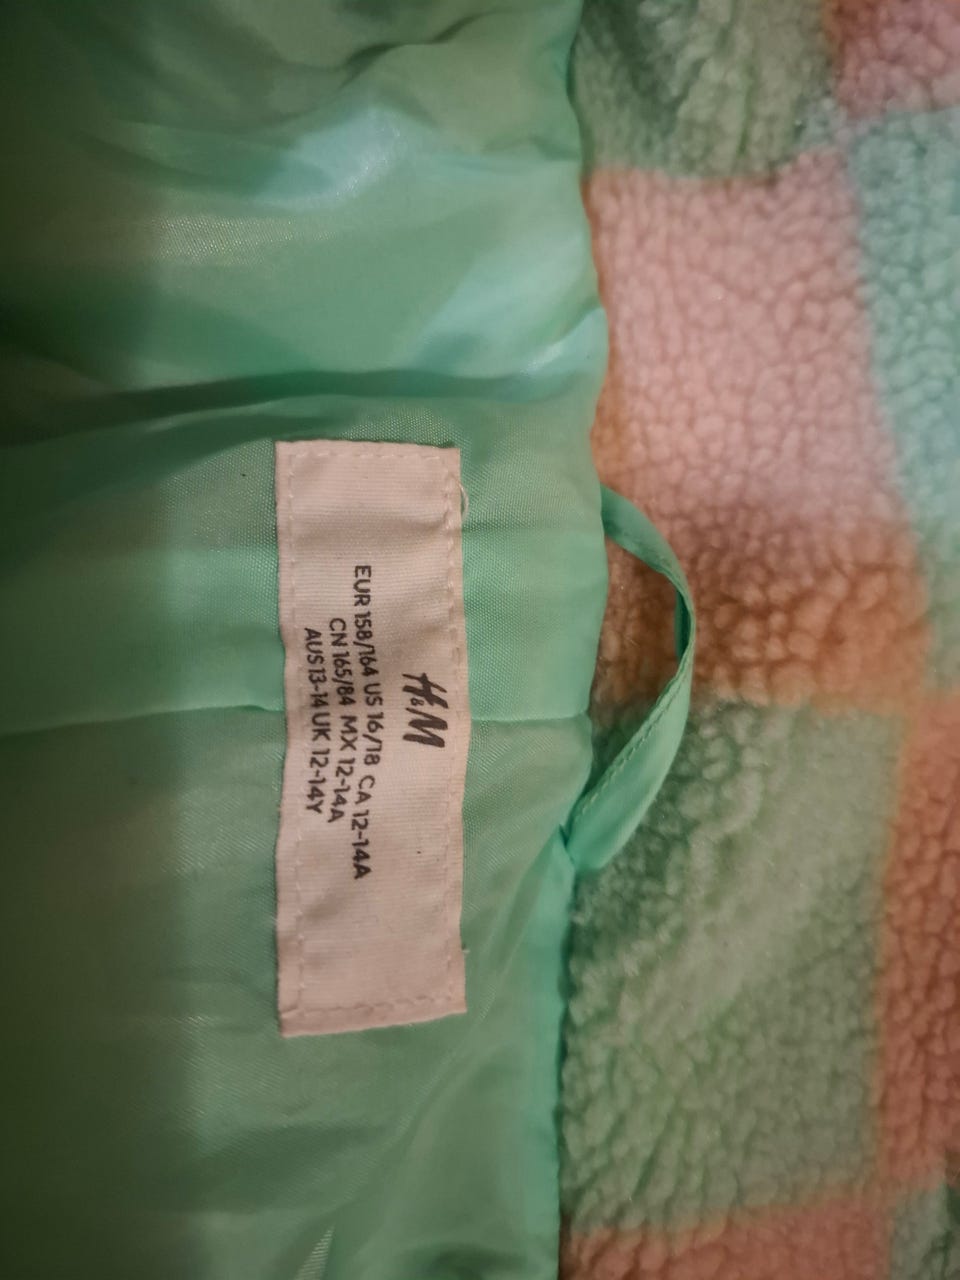 H&M
EUR 158/164 US 16/18 CA 12-14A
CN 165/84 MX 12-14A
AUS 13-14 UK 12-14Y